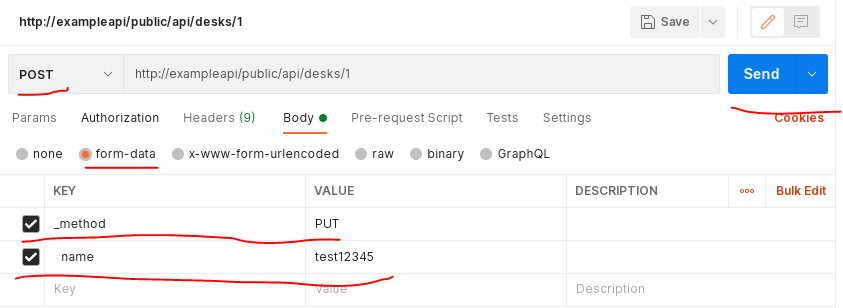 http://exampleapi/public/api/desks/1 Save
POST http://exampleapi/public/api/desks/1 Send
Params Authorization Headers (9) Body Pre-request Script Tests Settings Cookies
none form-data x-www-form-urlencoded raw binary GraphQL
KEY VALUE DESCRIPTION ••• Bulk Edit
_method PUT
name test12345
Key Value Description